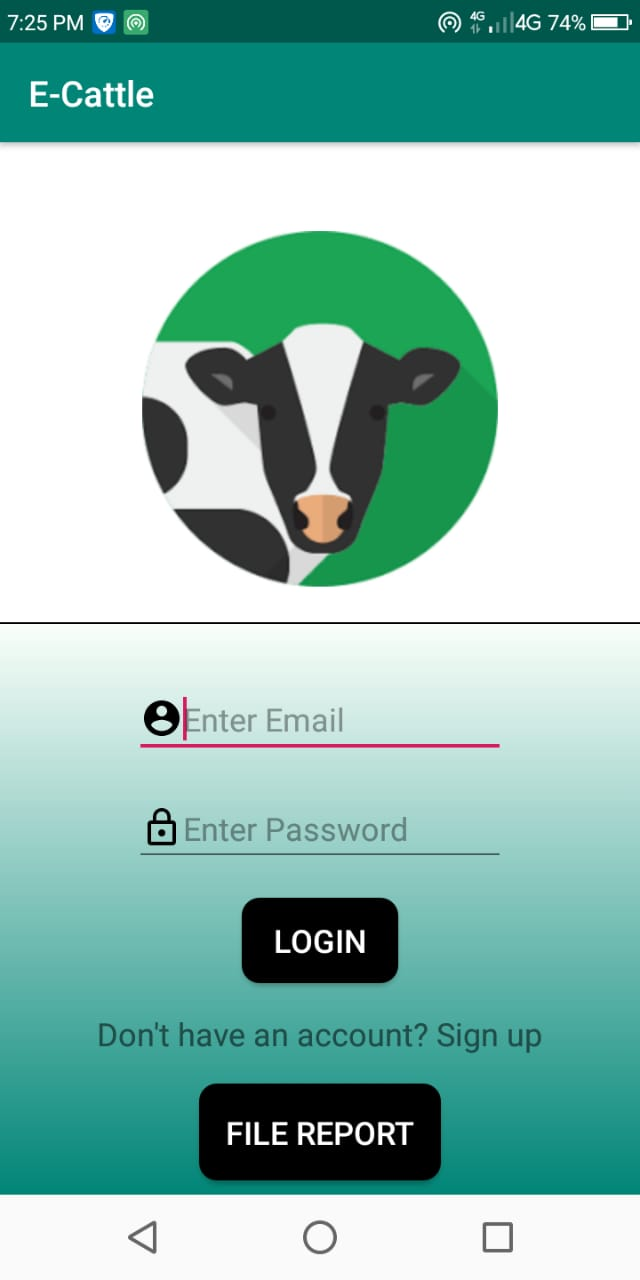 7:25 PM 4G 4G 74%
E-Cattle
Enter Email
Enter Password
LOGIN
Don't have an account? Sign up
FILE REPORT